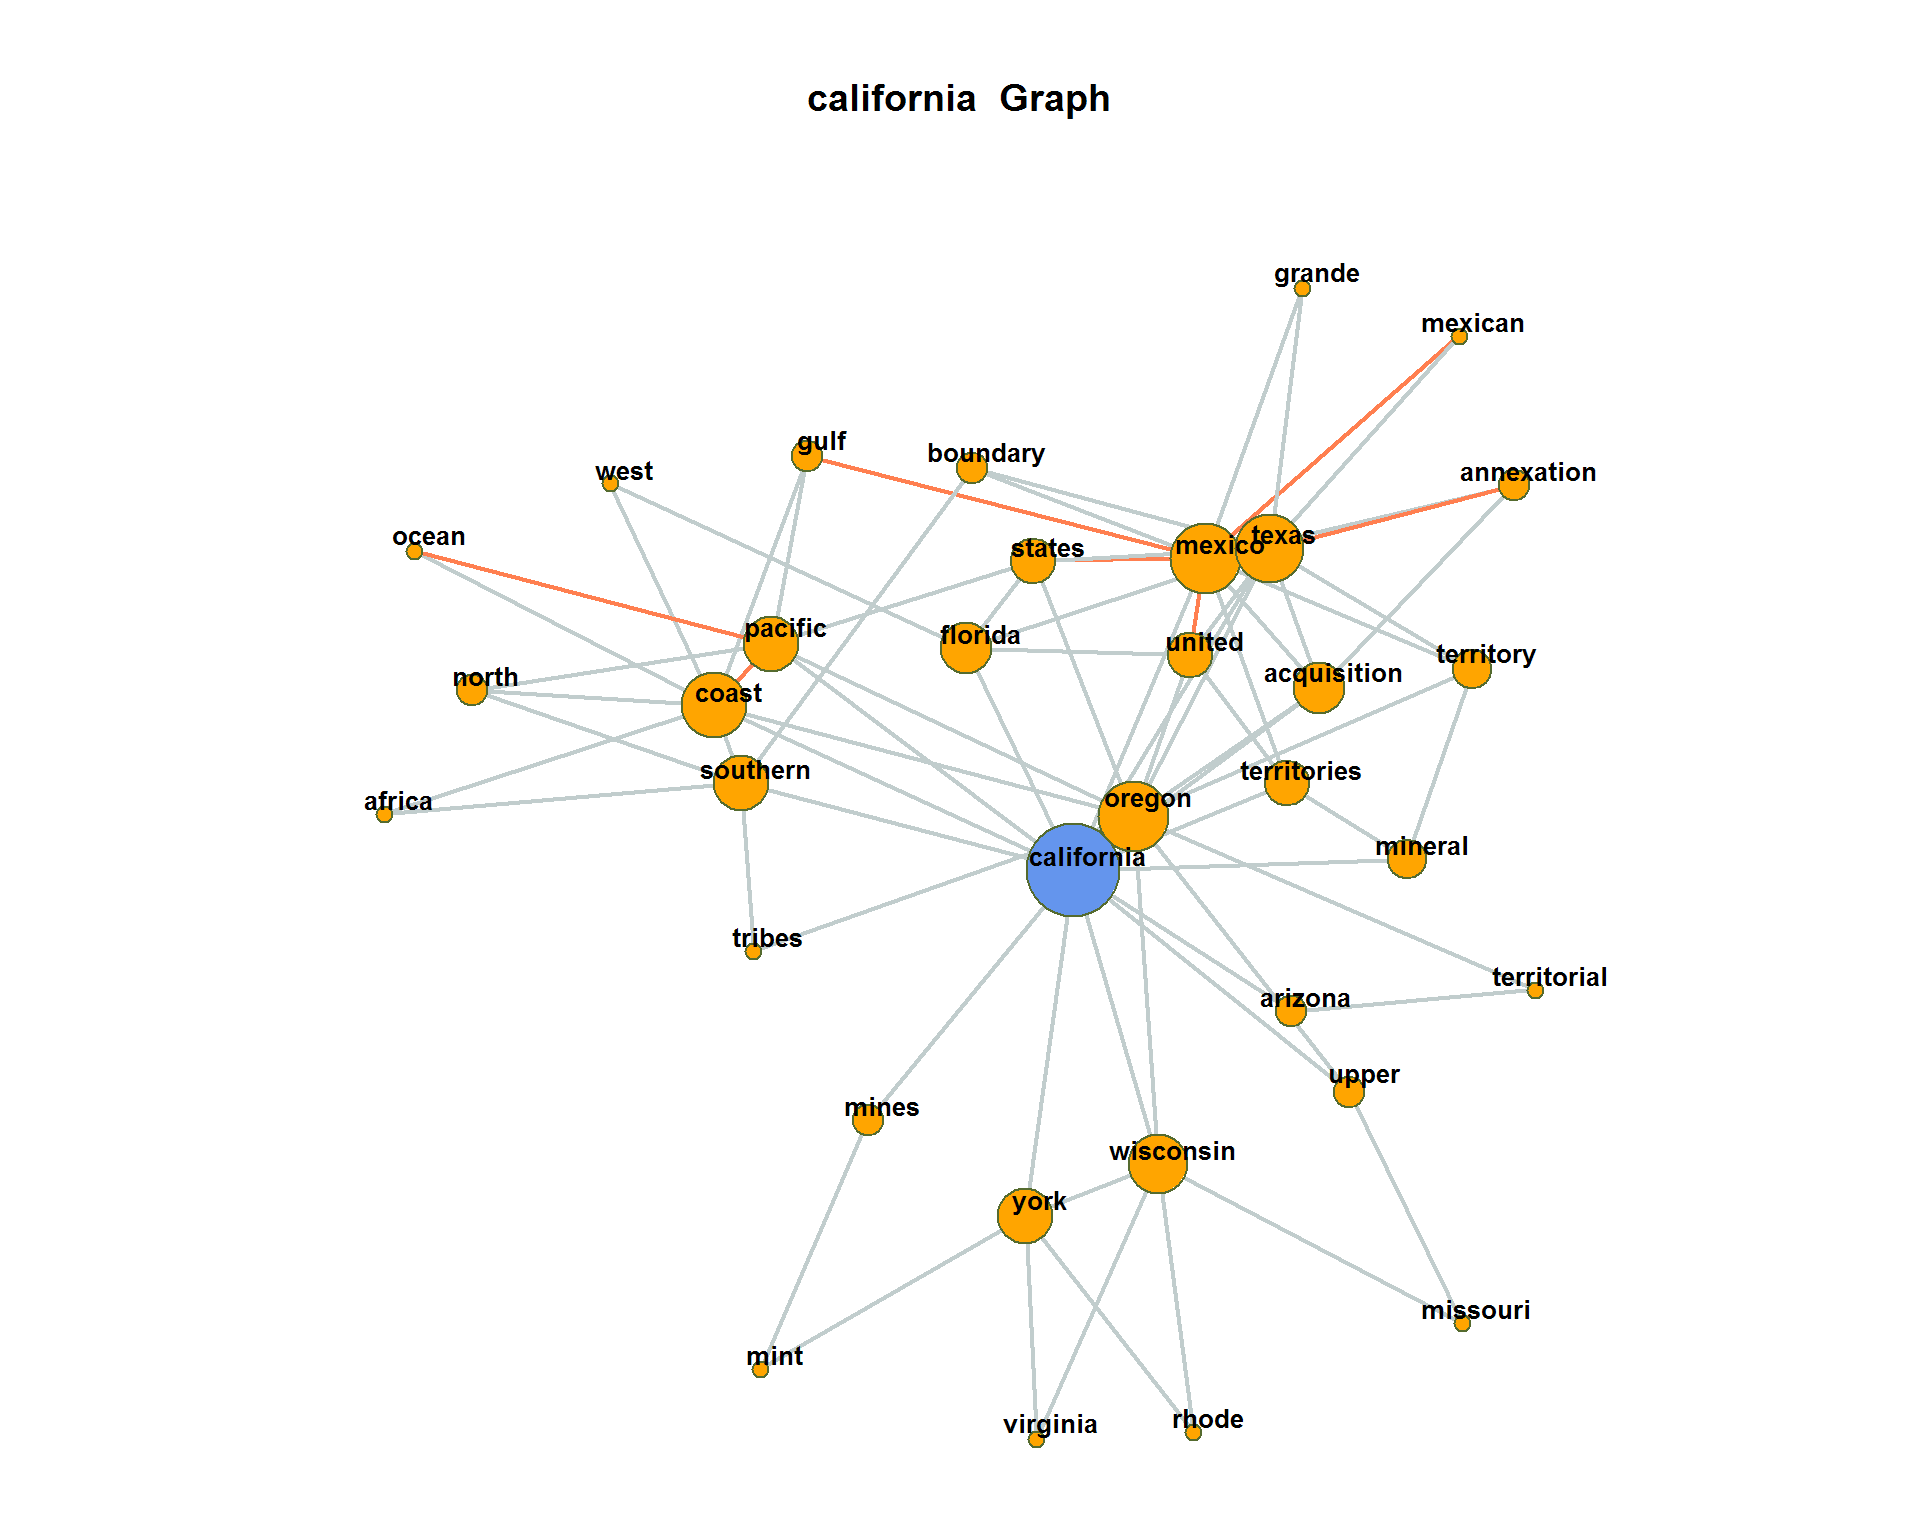 california Graph
grande
mexican
gulf
boundary
west
annexation
ocean
states
mexico
texas
pacific
florida
united
acquisition
territory
north
coast
southern
territories
africa
oregon
california
mineral
tribes
territorial
arizona
upper
mines
wisconsin
york
missouri
mint
virginia
rhode